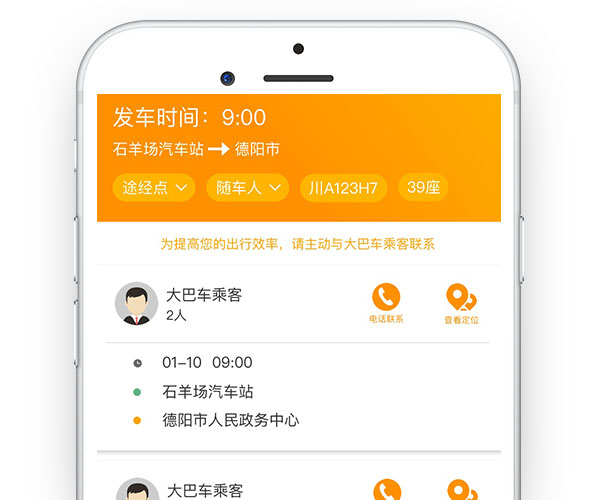 发车时间：9:00
石羊场汽车站 德阳市
途经点 随车人 川A123H7 39座
为提高您的出行效率，请主动与大巴车乘客联系
大巴车乘客
2人
电话联系 查看定位
01-10 09:00
石羊场汽车站
德阳市人民政务中心
大巴车乘客